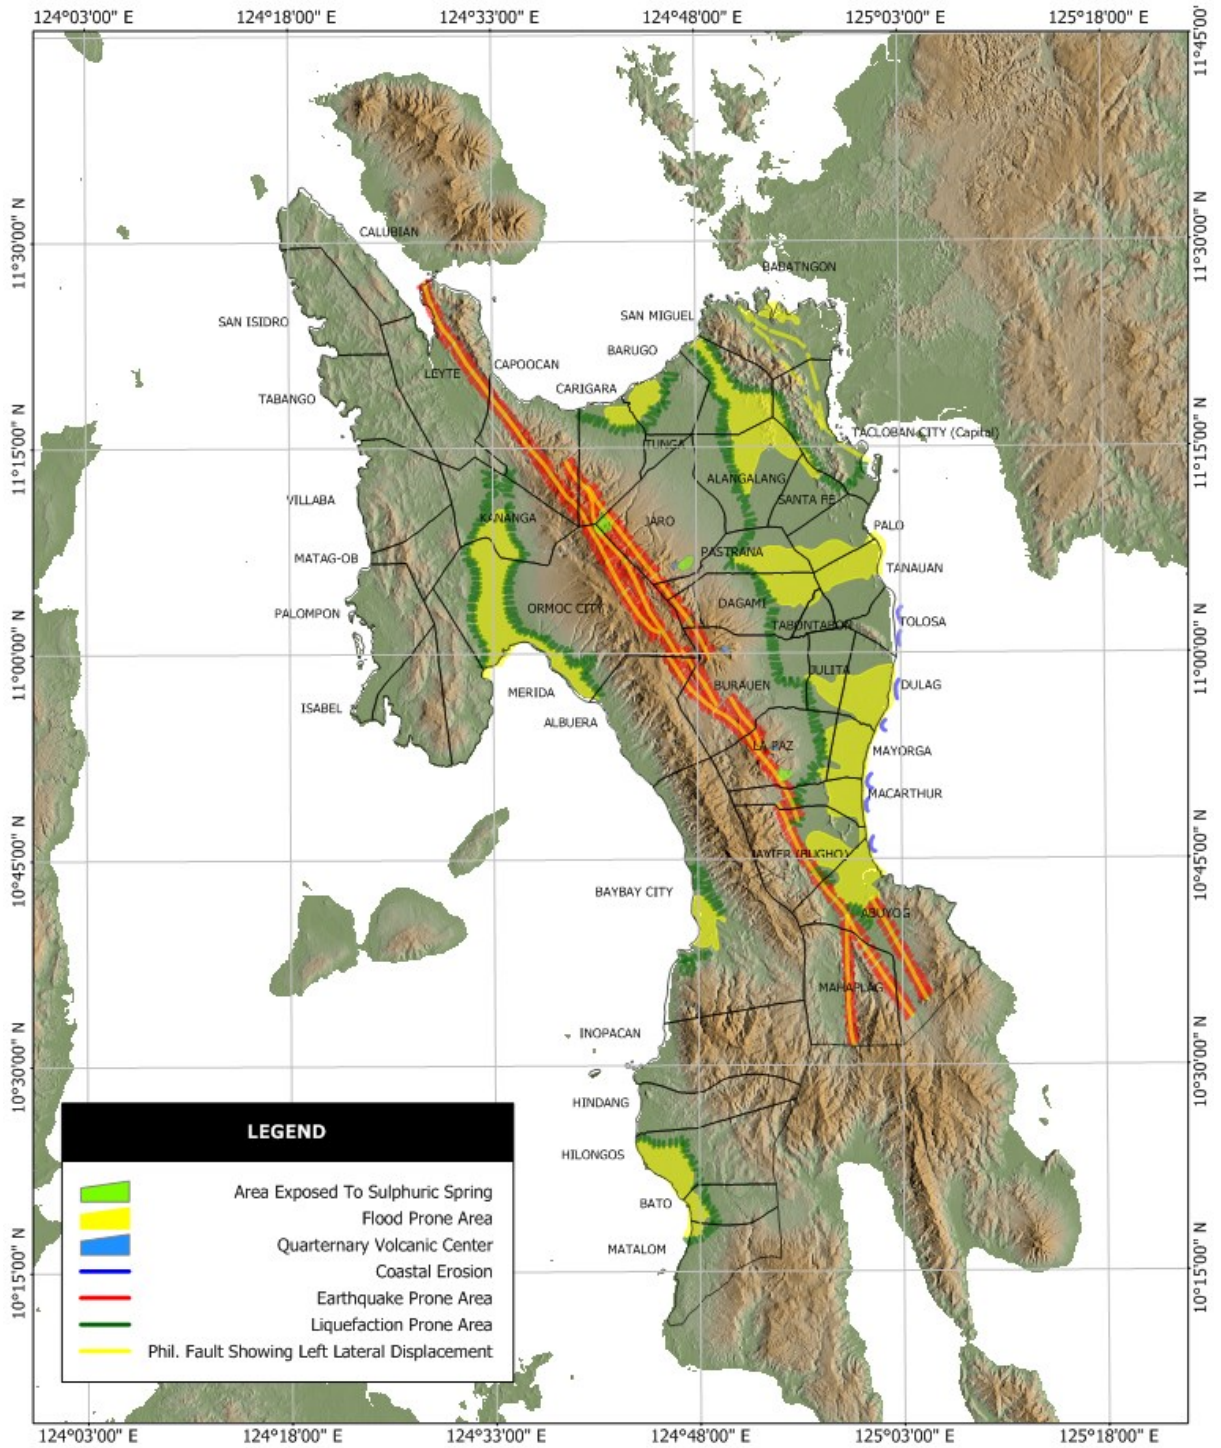 124°03'00" E 124°18'00" E 124°33'00" E 124°48'00" E 125°03'00" E 125°18'00" E
11°45'00'
11°30'00" N
11°30'00" N
CALUBIAN
BABATNGON
SAN ISIDRO
SAN MIGUEL
BARUGO
LEYTE
CAPOOCAN
CARIGARA
TABANGO
TACLOBAN CITY (Capital)
TUNGA
11°15'00" N
11°15'00" N
ALANGALANG
VILLABA
SANTA FE
KANANGA
JARO
PALO
PASTRANA
MATAG-OB
TANAUAN
ORMOC CITY
DAGAMI
PALOMPON
TABONTABON
TOLOSA
11°00'00" N
11°00'00" N
JULITA
BURAUEN
DULAG
MERIDA
ISABEL
ALBUERA
LA PAZ
MAYORGA
MACARTHUR
10°45'00" N
10°45'00" N
JAVIER (BUGHO)
BAYBAY CITY
ABUYOG
MAHAPLAG
INOPACAN
10°30'00" N
10°30'00" N
HINDANG
HILONGOS
BATO
MATALOM
10°15'00" N
10°15'00" N
LEGEND
Area Exposed To Sulphuric Spring
Flood Prone Area
Quarternary Volcanic Center
Coastal Erosion
Earthquake Prone Area
Liquefaction Prone Area
Phil. Fault Showing Left Lateral Displacement
124°03'00" E 124°18'00" E 124°33'00" E 124°48'00" E 125°03'00" E 125°18'00" E